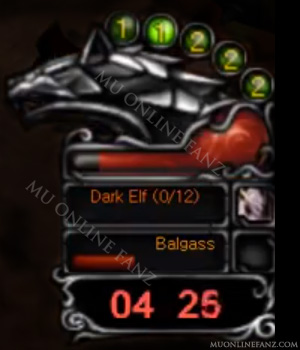 1 1 2 2 2
MU ONLINE FANZ
Dark Elf (0/12)
MU ONLINE FANZ
Balgass
04 25
MUONLINEFANZ.COM